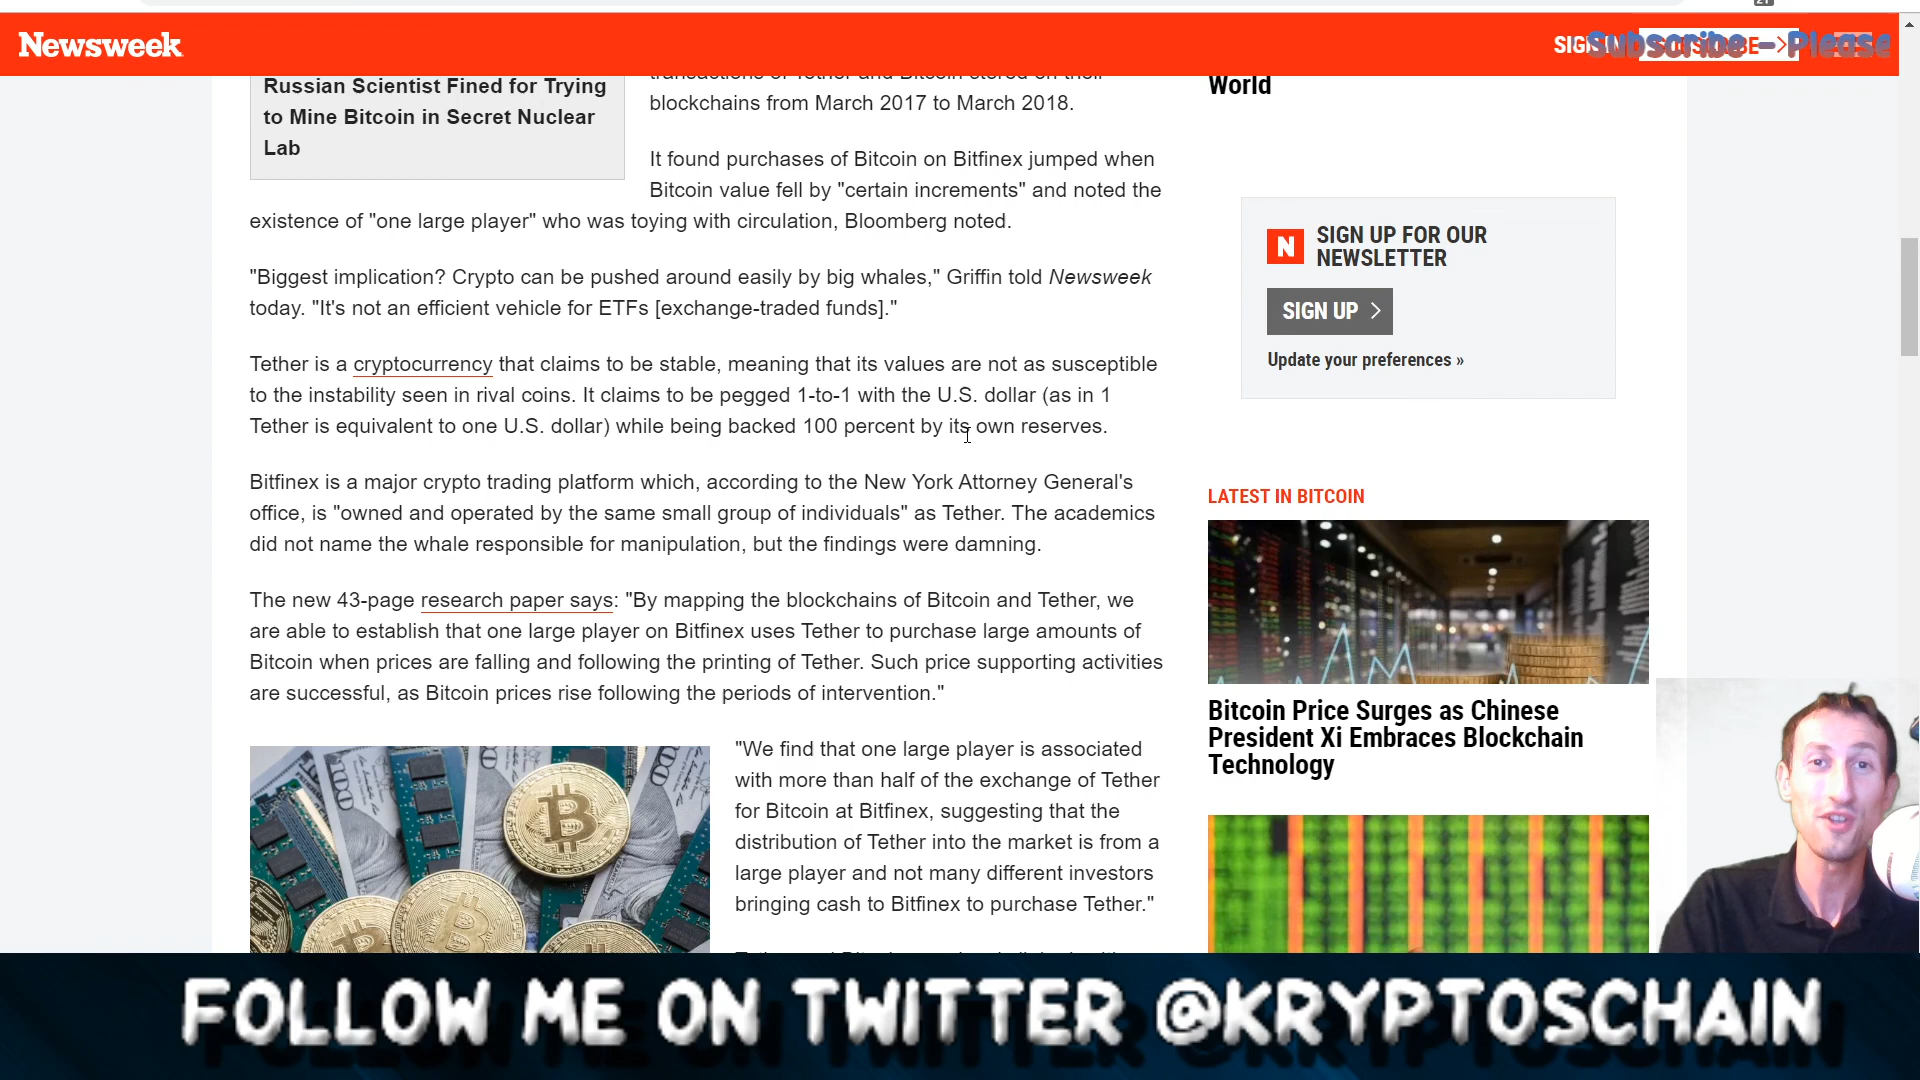 Newsweek
Subscribe - Please
Russian Scientist Fined for Trying
to Mine Bitcoin in Secret Nuclear
Lab
blockchains from March 2017 to March 2018.
It found purchases of Bitcoin on Bitfinex jumped when
Bitcoin value fell by "certain increments" and noted the
existence of "one large player" who was toying with circulation, Bloomberg noted.
"Biggest implication? Crypto can be pushed around easily by big whales," Griffin told Newsweek
today. "It's not an efficient vehicle for ETFs [exchange-traded funds]."
Tether is a cryptocurrency that claims to be stable, meaning that its values are not as susceptible
to the instability seen in rival coins. It claims to be pegged 1-to-1 with the U.S. dollar (as in 1
Tether is equivalent to one U.S. dollar) while being backed 100 percent by its own reserves.
Bitfinex is a major crypto trading platform which, according to the New York Attorney General's
office, is "owned and operated by the same small group of individuals" as Tether. The academics
did not name the whale responsible for manipulation, but the findings were damning.
The new 43-page research paper says: "By mapping the blockchains of Bitcoin and Tether, we
are able to establish that one large player on Bitfinex uses Tether to purchase large amounts of
Bitcoin when prices are falling and following the printing of Tether. Such price supporting activities
are successful, as Bitcoin prices rise following the periods of intervention."
"We find that one large player is associated
with more than half of the exchange of Tether
for Bitcoin at Bitfinex, suggesting that the
distribution of Tether into the market is from a
large player and not many different investors
bringing cash to Bitfinex to purchase Tether."
World
N
SIGN UP FOR OUR
NEWSLETTER
SIGN UP >
Update your preferences »
LATEST IN BITCOIN
Bitcoin Price Surges as Chinese
President Xi Embraces Blockchain
Technology
FOLLOW ME ON TWITTER @KRYPTOSCHAIN